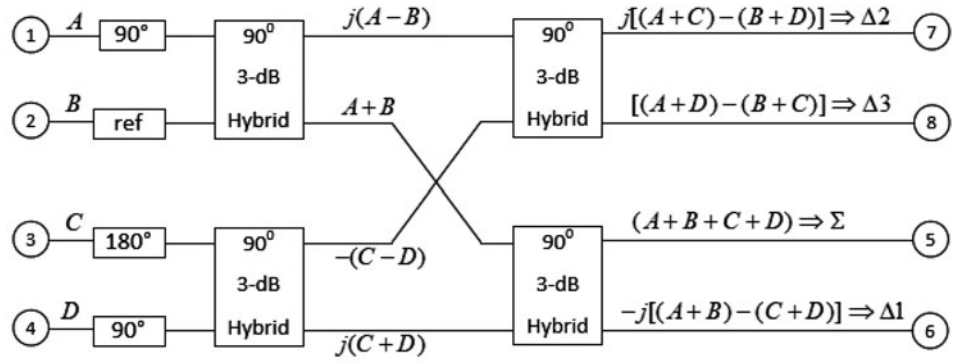 1 A 90° 90⁰ 3-dB Hybrid j(A−B) 90⁰ 3-dB Hybrid j[(A+C)−(B+D)]⇒Δ2 7
2 B ref A+B [(A+D)−(B+C)]⇒Δ3 8
3 C 180° 90⁰ 3-dB Hybrid −(C−D) 90⁰ 3-dB Hybrid (A+B+C+D)⇒Σ 5
4 D 90° j(C+D) −j[(A+B)−(C+D)]⇒Δ1 6